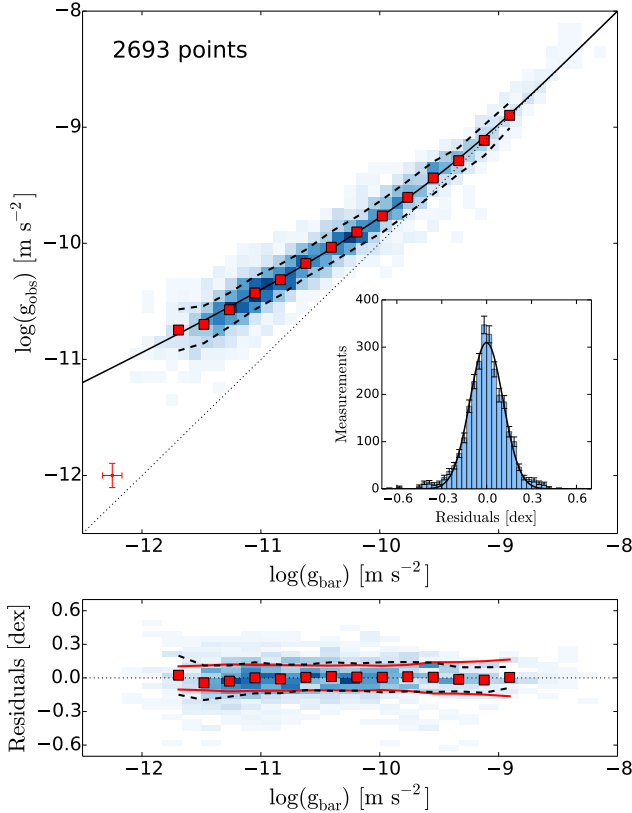 2693 points
−8
−9
−10
−11
−12
log(g_obs) [m s⁻²]
−12 −11 −10 −9 −8
log(g_bar) [m s⁻²]
400
300
200
100
0
Measurements
−0.6 −0.3 0.0 0.3 0.6
Residuals [dex]
0.6
0.3
0.0
−0.3
−0.6
Residuals [dex]
−12 −11 −10 −9 −8
log(g_bar) [m s⁻²]